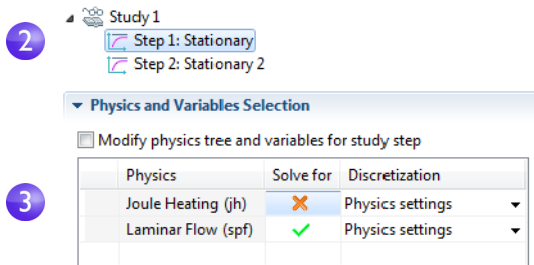 Study 1
2
Step 1: Stationary
Step 2: Stationary 2
Physics and Variables Selection
Modify physics tree and variables for study step
Physics Solve for Discretization
3
Joule Heating (jh) Physics settings
Laminar Flow (spf) Physics settings